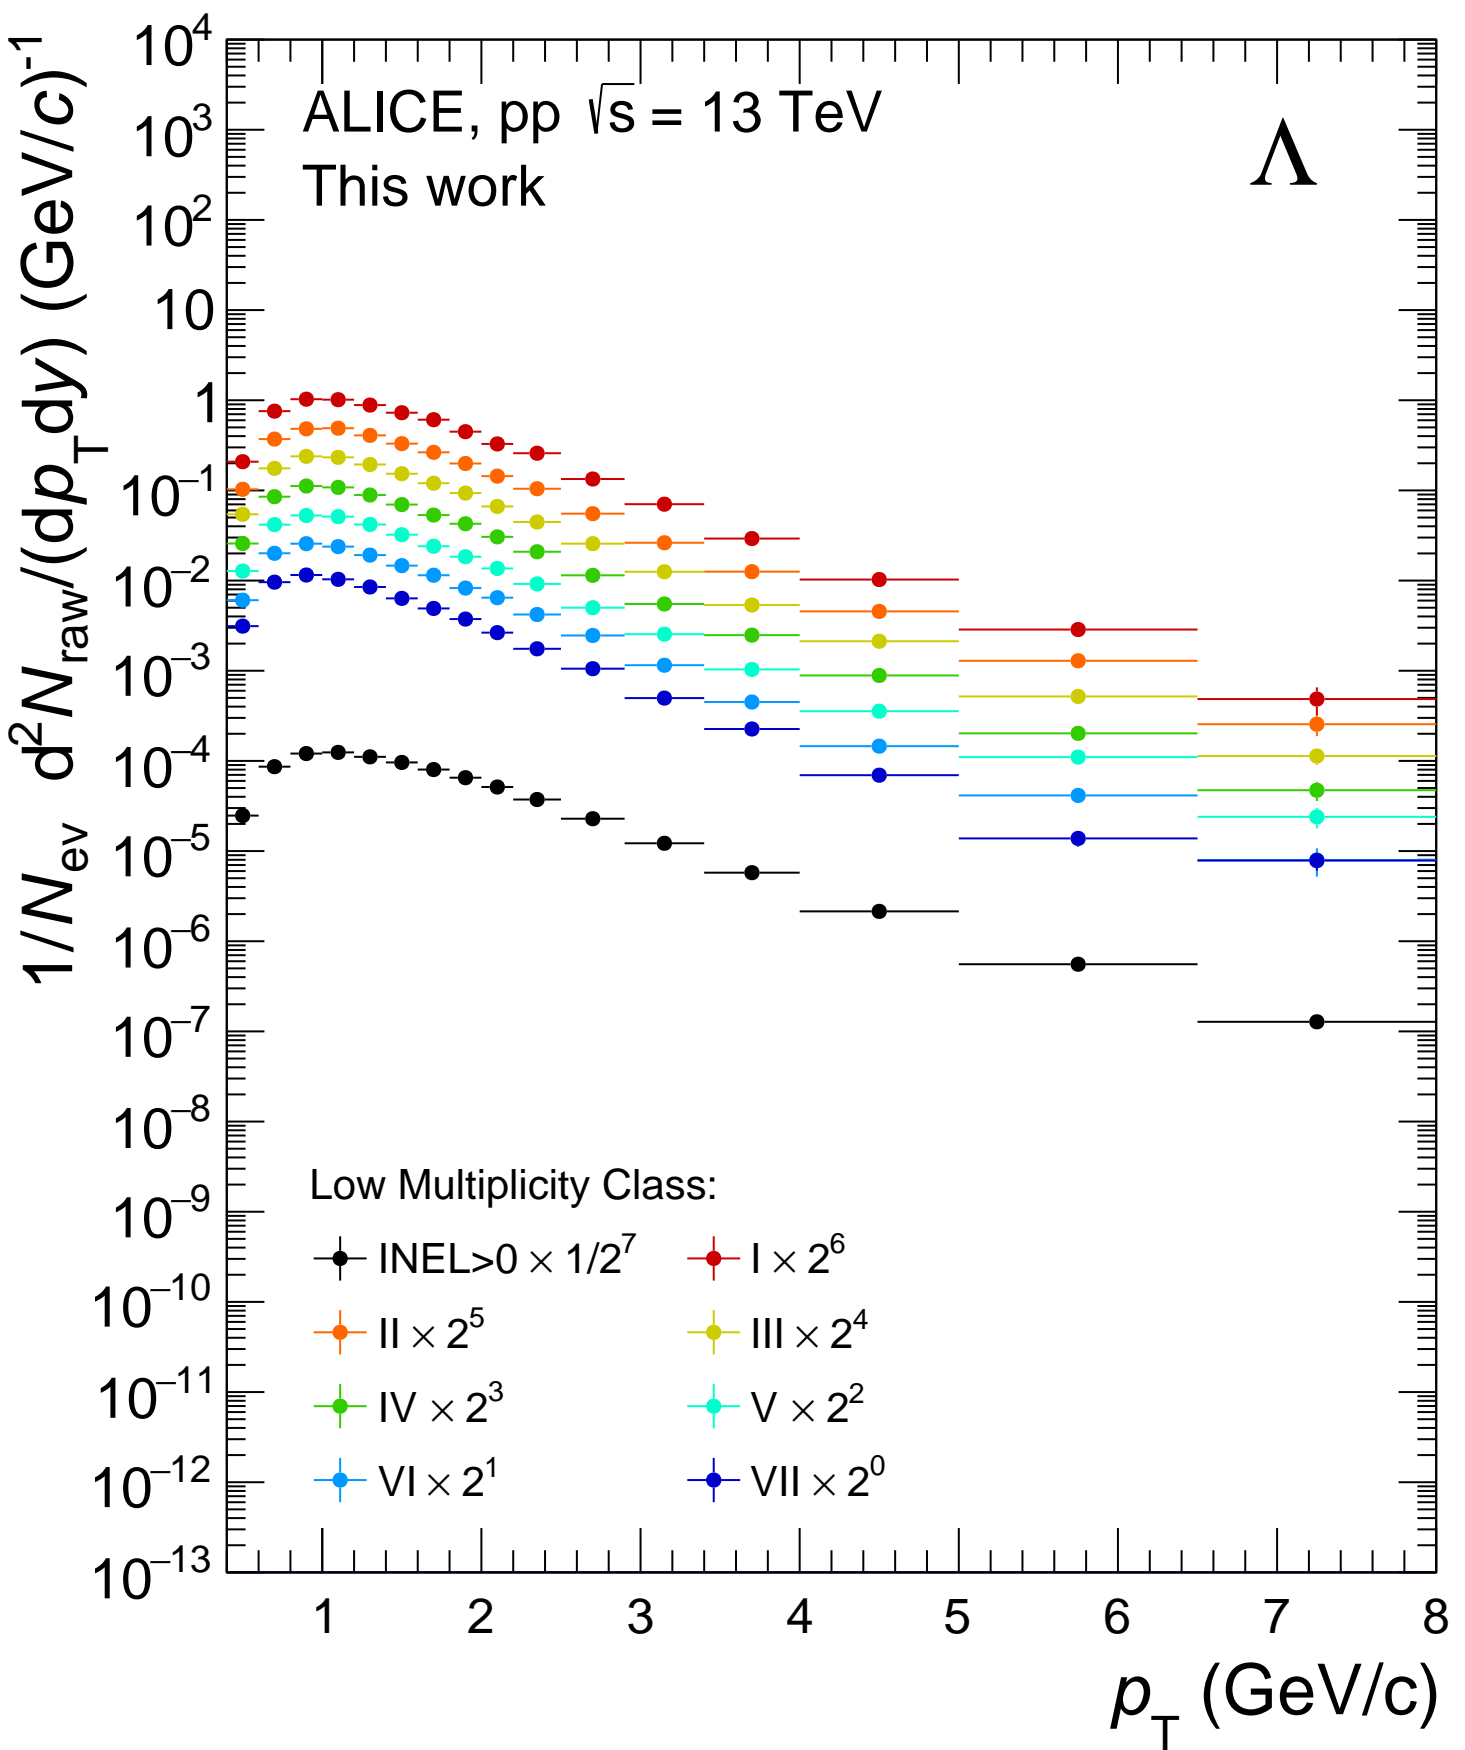 1/N_ev d²N_raw/(dp_T dy) (GeV/c)^-1
10^4
10^3
10^2
10
1
10^−1
10^−2
10^−3
10^−4
10^−5
10^−6
10^−7
10^−8
10^−9
10^−10
10^−11
10^−12
10^−13
ALICE, pp √s = 13 TeV
This work
Λ
Low Multiplicity Class:
INEL>0 × 1/2^7
I × 2^6
II × 2^5
III × 2^4
IV × 2^3
V × 2^2
VI × 2^1
VII × 2^0
1 2 3 4 5 6 7 8
p_T (GeV/c)